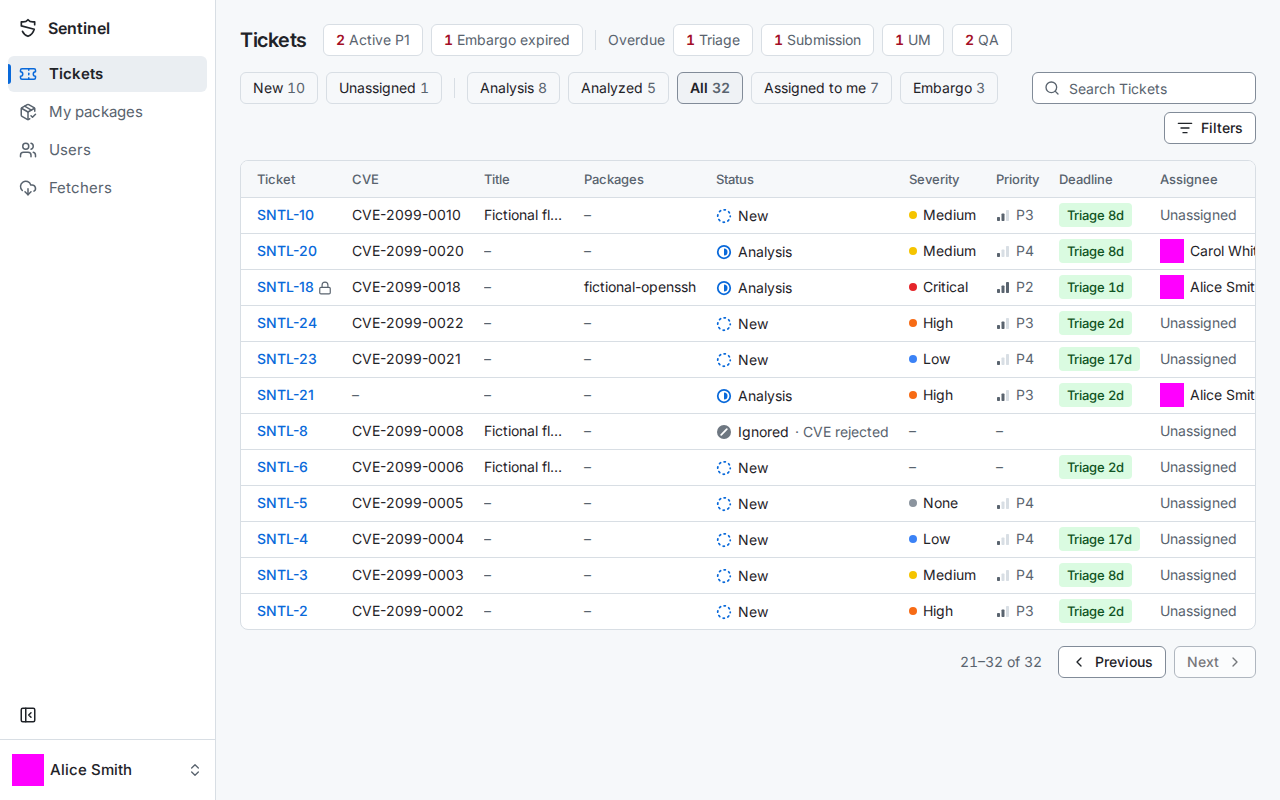 Sentinel
Tickets
My packages
Users
Fetchers
Alice Smith
Tickets 2 Active P1 1 Embargo expired Overdue 1 Triage 1 Submission 1 UM 2 QA
New 10 Unassigned 1 Analysis 8 Analyzed 5 All 32 Assigned to me 7 Embargo 3 Search Tickets
Filters
Ticket CVE Title Packages Status Severity Priority Deadline Assignee
SNTL-10 CVE-2099-0010 Fictional fl... – New Medium P3 Triage 8d Unassigned
SNTL-20 CVE-2099-0020 – – Analysis Medium P4 Triage 8d Carol Whit
SNTL-18 CVE-2099-0018 – fictional-openssh Analysis Critical P2 Triage 1d Alice Smit
SNTL-24 CVE-2099-0022 – – New High P3 Triage 2d Unassigned
SNTL-23 CVE-2099-0021 – – New Low P4 Triage 17d Unassigned
SNTL-21 – – – Analysis High P3 Triage 2d Alice Smit
SNTL-8 CVE-2099-0008 Fictional fl... – Ignored · CVE rejected – – Unassigned
SNTL-6 CVE-2099-0006 Fictional fl... – New – – Triage 2d Unassigned
SNTL-5 CVE-2099-0005 – – New None P4 Unassigned
SNTL-4 CVE-2099-0004 – – New Low P4 Triage 17d Unassigned
SNTL-3 CVE-2099-0003 – – New Medium P4 Triage 8d Unassigned
SNTL-2 CVE-2099-0002 – – New High P3 Triage 2d Unassigned
21–32 of 32 Previous Next